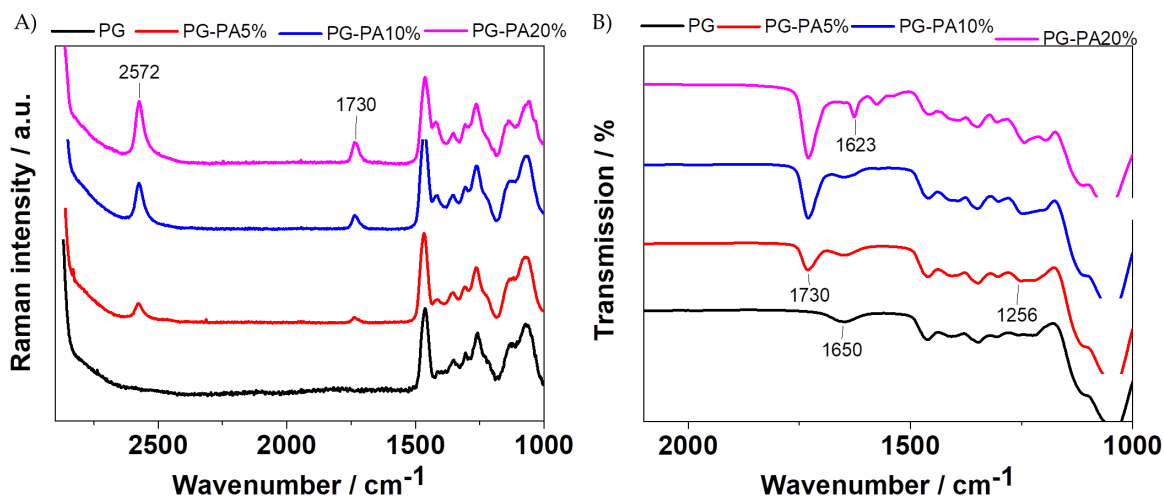 A)
PG PG-PA5% PG-PA10% PG-PA20%
2572
1730
Raman intensity / a.u.
2500 2000 1500 1000
Wavenumber / cm-1
B)
PG PG-PA5% PG-PA10% PG-PA20%
1623
1730
1256
1650
Transmission / %
2000 1500 1000
Wavenumber / cm-1